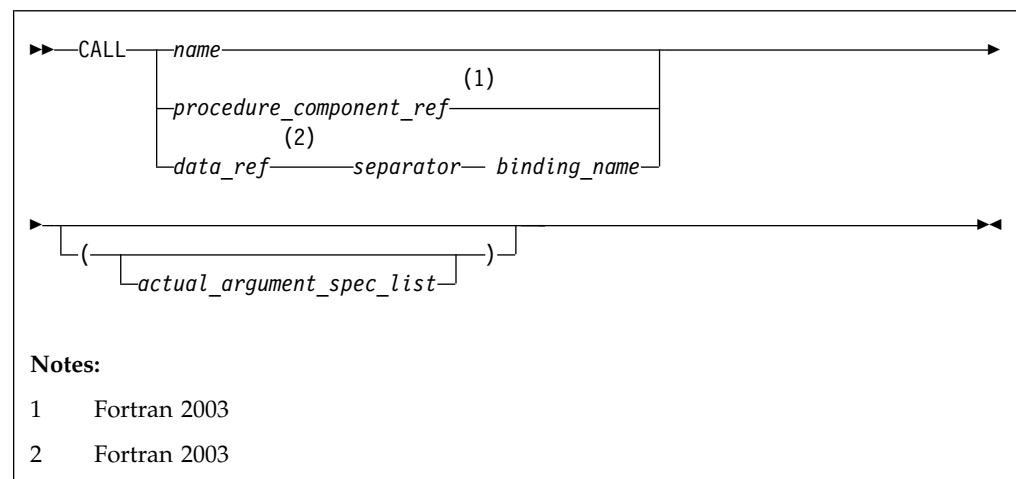 CALL name
(1)
procedure_component_ref
(2)
data_ref separator binding_name
( )
actual_argument_spec_list
Notes:
1 Fortran 2003
2 Fortran 2003